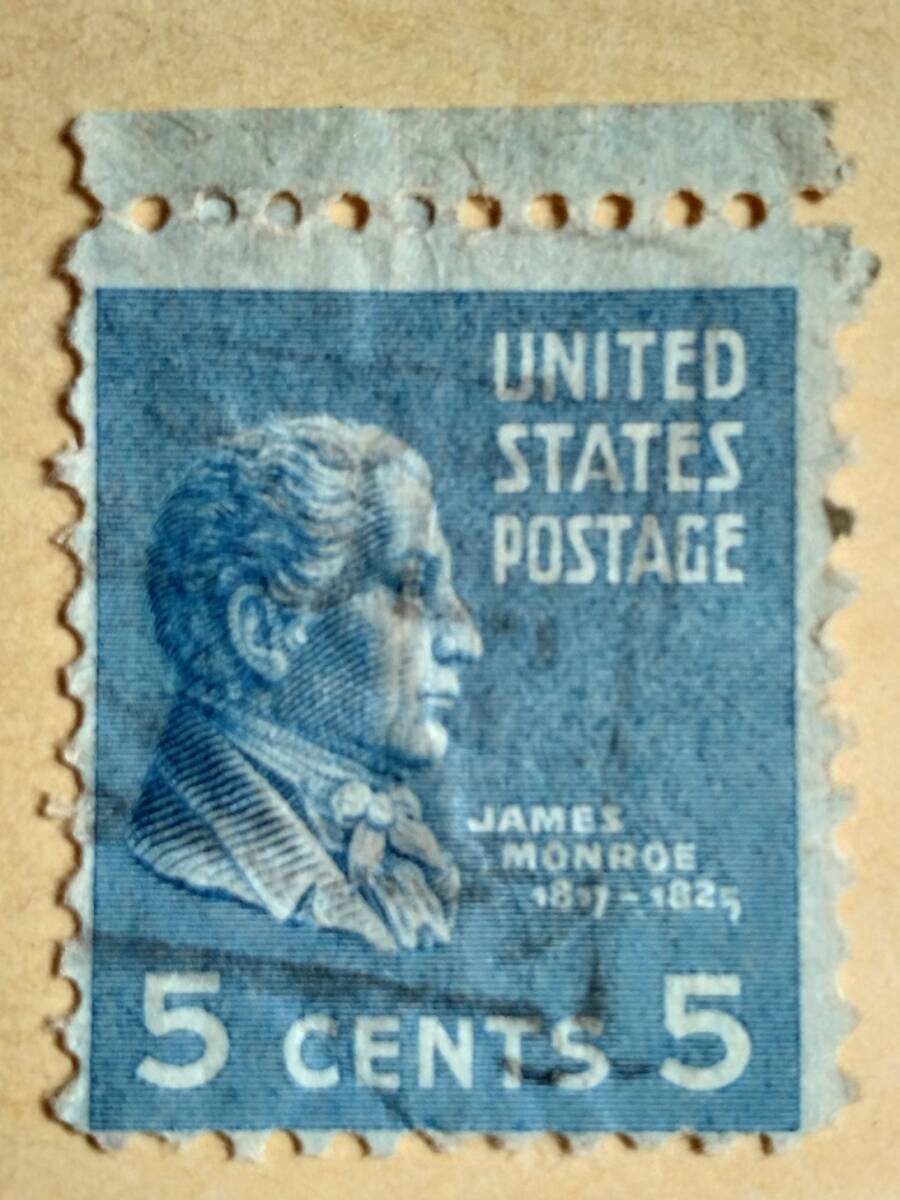 UNITED
STATES
POSTAGE
JAMES
MONROE
1817 - 1825
5 CENTS 5